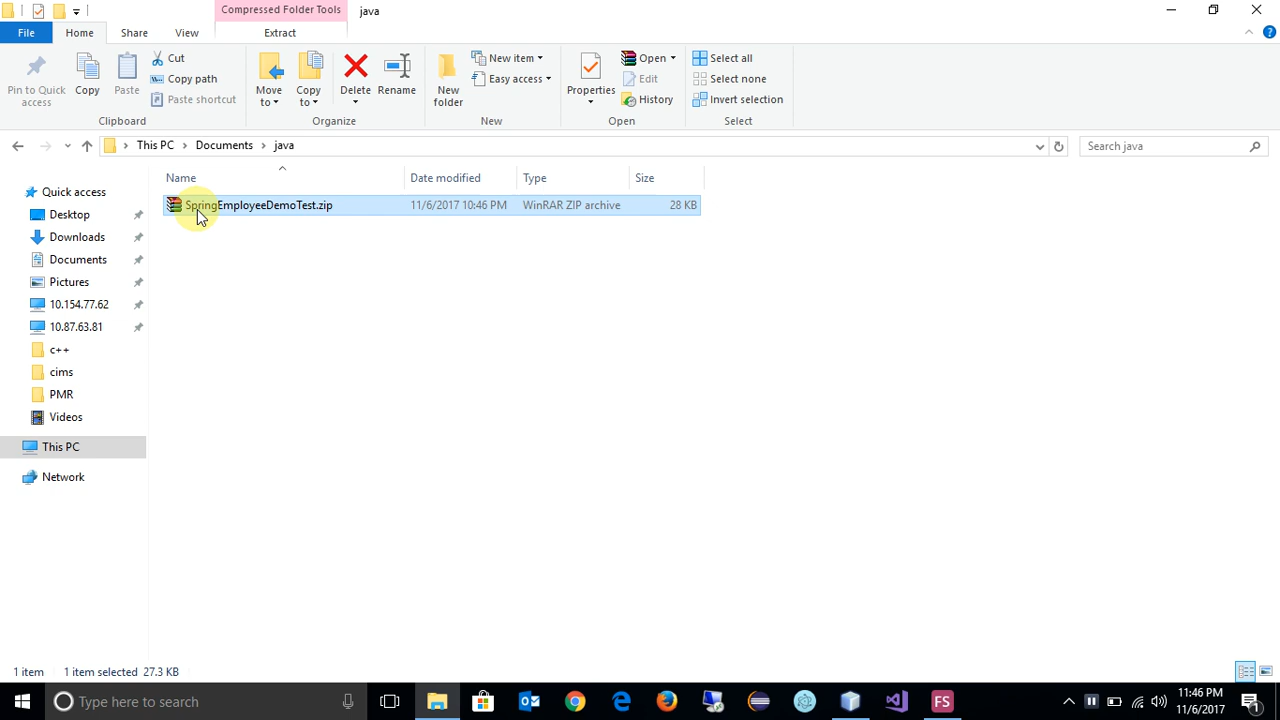 Compressed Folder Tools
java
File
Home
Share
View
Extract
Pin to Quick access
Copy
Paste
Cut
Copy path
Paste shortcut
Clipboard
Move to
Copy to
Delete
Rename
Organize
New folder
New item
Easy access
New
Properties
Open
Edit
History
Open
Select all
Select none
Invert selection
Select
This PC > Documents > java
Search java
Name
Date modified
Type
Size
SpringEmployeeDemoTest.zip
11/6/2017 10:46 PM
WinRAR ZIP archive
28 KB
Quick access
Desktop
Downloads
Documents
Pictures
10.154.77.62
10.87.63.81
c++
cims
PMR
Videos
This PC
Network
1 item
1 item selected 27.3 KB
Type here to search
FS
11:46 PM
11/6/2017
1